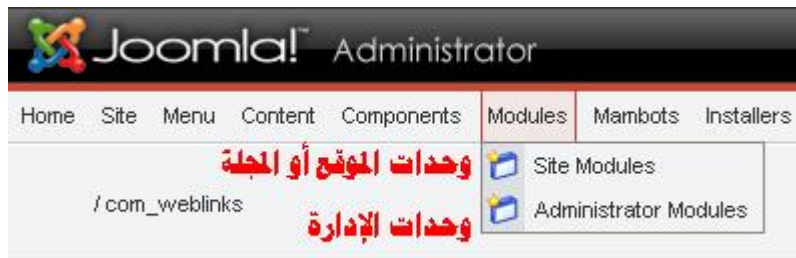 Joomla!™ Administrator
Home Site Menu Content Components Modules Mambots Installers
وحدات الموقع أو المجلة Site Modules
/ com_weblinks
وحدات الإدارة Administrator Modules